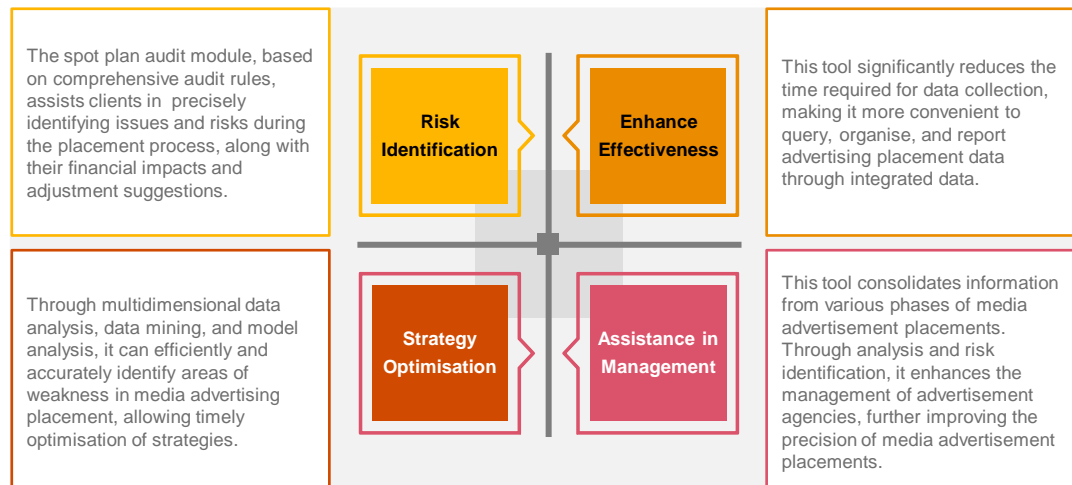 The spot plan audit module, based
on comprehensive audit rules,
assists clients in precisely
identifying issues and risks during
the placement process, along with
their financial impacts and
adjustment suggestions.
Risk
Identification
Enhance
Effectiveness
This tool significantly reduces the
time required for data collection,
making it more convenient to
query, organise, and report
advertising placement data
through integrated data.
Through multidimensional data
analysis, data mining, and model
analysis, it can efficiently and
accurately identify areas of
weakness in media advertising
placement, allowing timely
optimisation of strategies.
Strategy
Optimisation
Assistance in
Management
This tool consolidates information
from various phases of media
advertisement placements.
Through analysis and risk
identification, it enhances the
management of advertisement
agencies, further improving the
precision of media advertisement
placements.